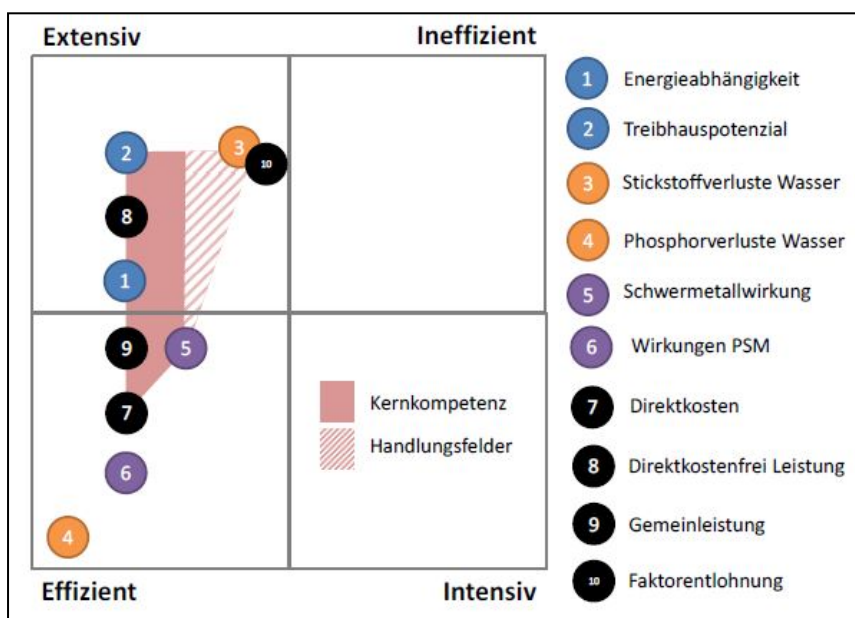 Extensiv
Ineffizient
2
3
10
8
1
9
5
7
6
4
Kernkompetenz
Handlungsfelder
Effizient
Intensiv
1 Energieabhängigkeit
2 Treibhauspotenzial
3 Stickstoffverluste Wasser
4 Phosphorverluste Wasser
5 Schwermetallwirkung
6 Wirkungen PSM
7 Direktkosten
8 Direktkostenfrei Leistung
9 Gemeinleistung
10 Faktorentlohnung